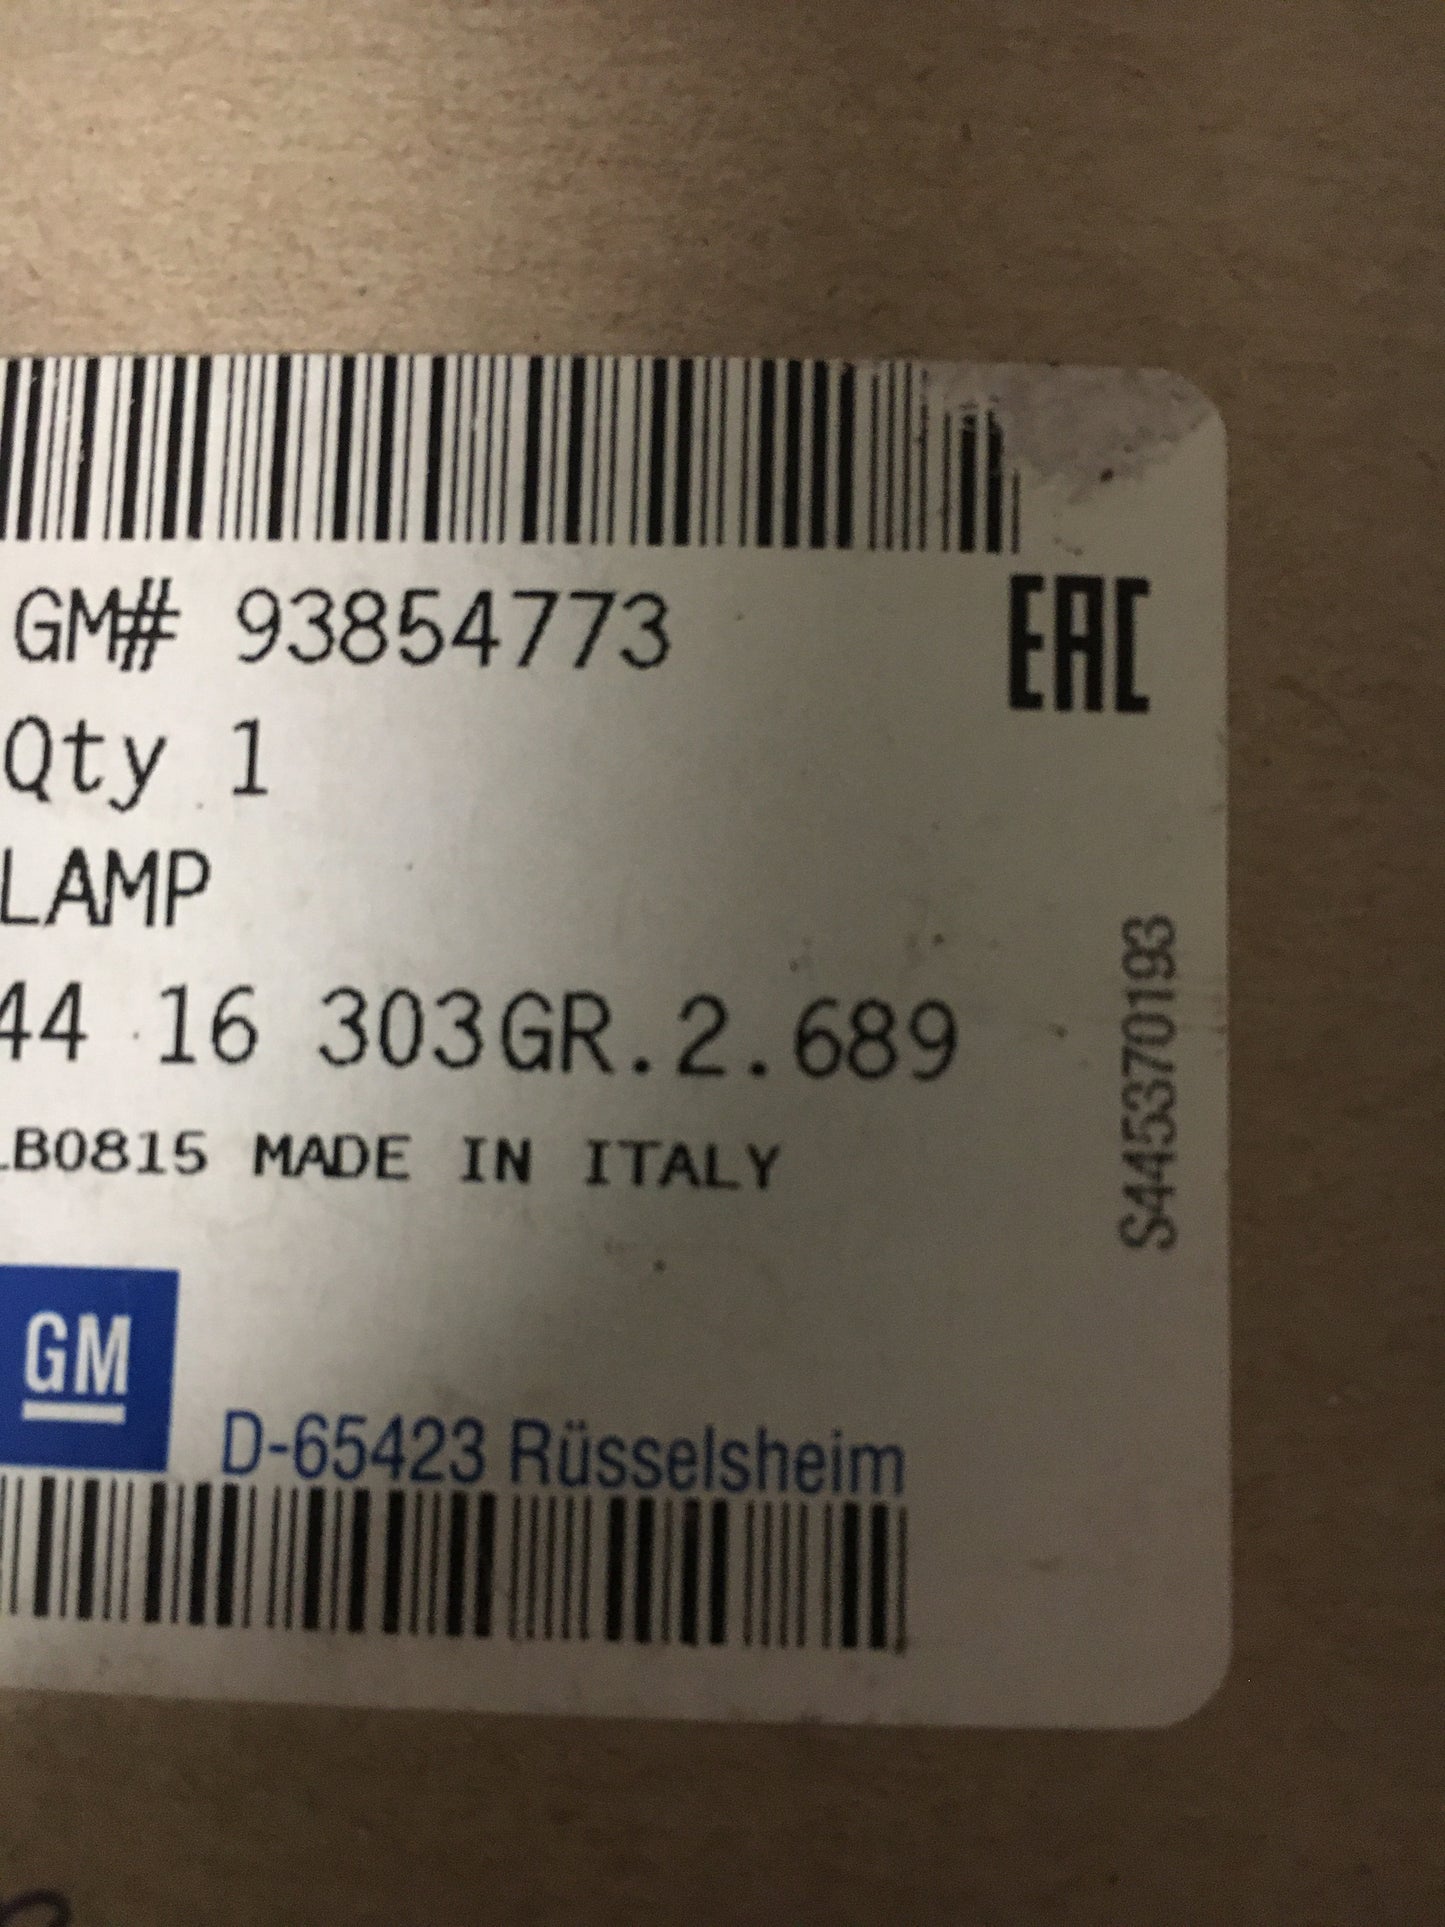 GM# 93854773
EAC
Qty 1
LAMP
44 16 303GR.2.689
LB0815 MADE IN ITALY
S445370193
GM
D-65423 Rüsselsheim